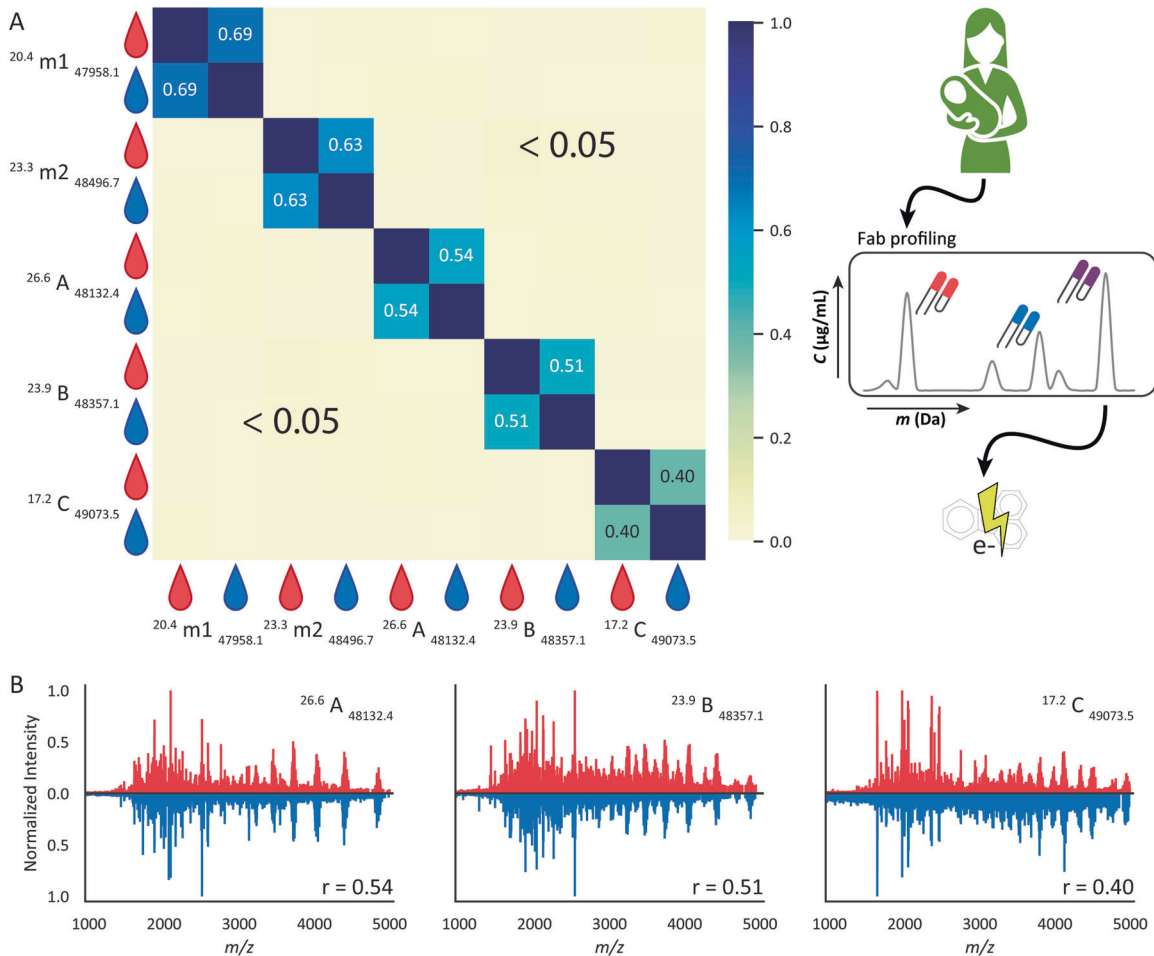 A
20.4 m1 47958.1
23.3 m2 48496.7
26.6 A 48132.4
23.9 B 48357.1
17.2 C 49073.5
0.69
0.69
0.63
0.63
< 0.05
0.54
0.54
0.51
0.51
< 0.05
0.40
0.40
20.4 m1 47958.1
23.3 m2 48496.7
26.6 A 48132.4
23.9 B 48357.1
17.2 C 49073.5
1.0
0.8
0.6
0.4
0.2
0.0
Fab profiling
C (µg/mL)
m (Da)
e-
B
Normalized Intensity
1.0
0.5
0.0
0.5
1.0
26.6 A 48132.4
r = 0.54
1000 2000 3000 4000 5000
m/z
23.9 B 48357.1
r = 0.51
1000 2000 3000 4000 5000
m/z
17.2 C 49073.5
r = 0.40
1000 2000 3000 4000 5000
m/z